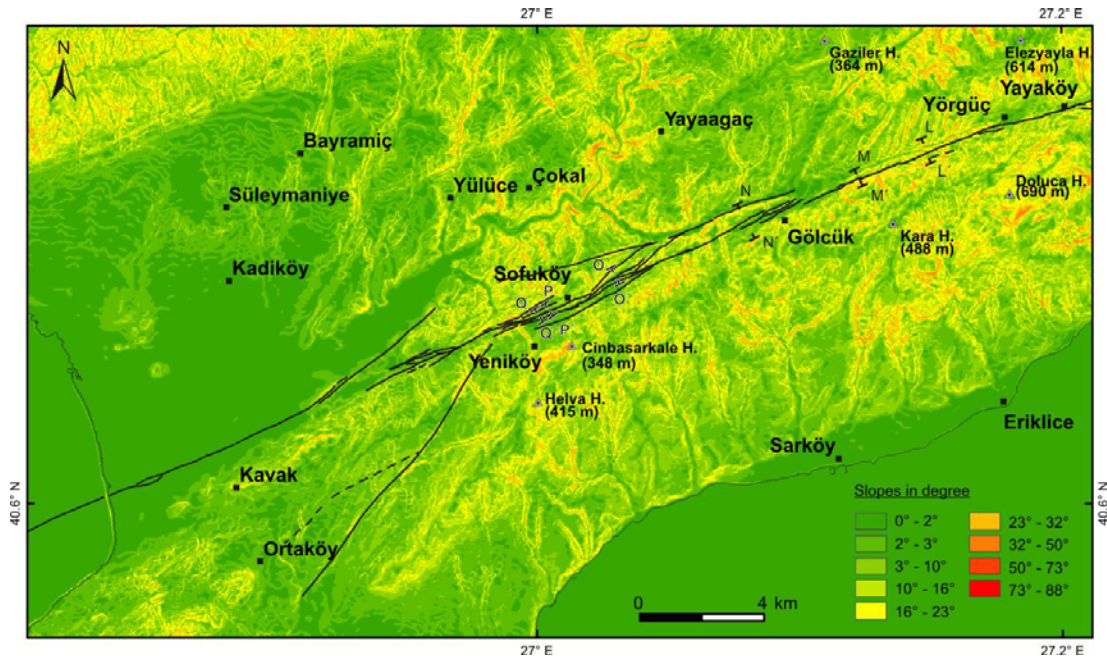 27° E
27.2° E
N
Gaziler H.
(364 m)
Elezyayla H.
(614 m)
Yayaköy
Yörgüç
Yayaagaç
L
Bayramiç
M
L
Doluca H.
(690 m)
Çokal
Yülüce
M´
Süleymaniye
N
Gölcük
Kara H.
(488 m)
N´
Kadiköy
Sofuköy
O
O
P
Q
Q
P
Yeniköy
Cinbasarkale H.
(348 m)
Helva H.
(415 m)
Eriklice
Sarköy
Kavak
40.6° N
40.6° N
Slopes in degree
0° - 2°
2° - 3°
3° - 10°
10° - 16°
16° - 23°
23° - 32°
32° - 50°
50° - 73°
73° - 88°
Ortaköy
0
4 km
27° E
27.2° E